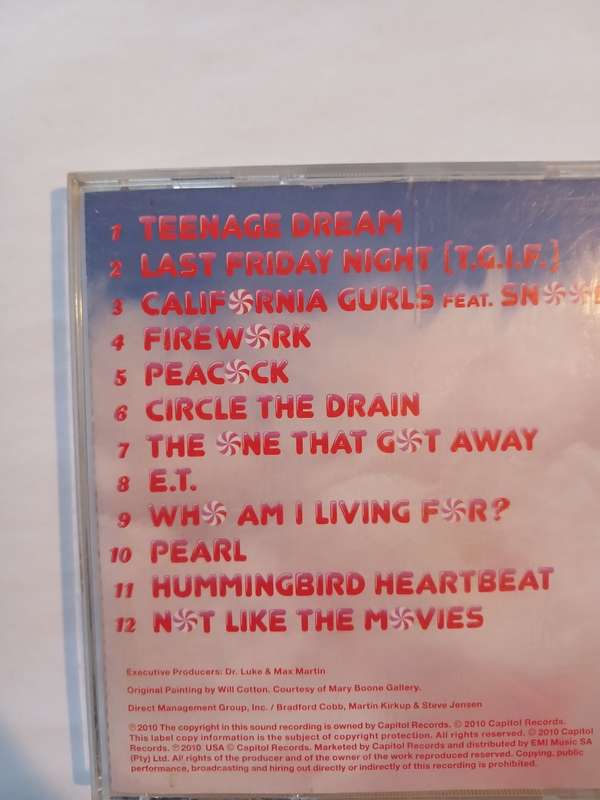 1 TEENAGE DREAM
2 LAST FRIDAY NIGHT (T.G.I.F.)
3 CALIFORNIA GURLS FEAT.
4 FIREWORK
5 PEACOCK
6 CIRCLE THE DRAIN
7 THE ONE THAT GOT AWAY
8 E.T.
9 WHO AM I LIVING FOR?
10 PEARL
11 HUMMINGBIRD HEARTBEAT
12 NOT LIKE THE MOVIES
Executive Producers: Dr. Luke & Max Martin
Original Painting by Will Cotton. Courtesy of Mary Boone Gallery.
Direct Management Group, Inc. / Bradford Cobb, Martin Kirkup & Steve Jensen
℗2010 The copyright in this sound recording is owned by Capitol Records. © 2010 Capitol Records.
This label copy information is the subject of copyright protection. All rights reserved. © 2010 Capitol
Records. ℗2010 USA © Capitol Records. Marketed by Capitol Records and distributed by EMI Music SA
(Pty) Ltd. All rights of the producer and of the owner of the work reproduced reserved. Copying, public
performance, broadcasting and hiring out directly or indirectly of this recording is prohibited.